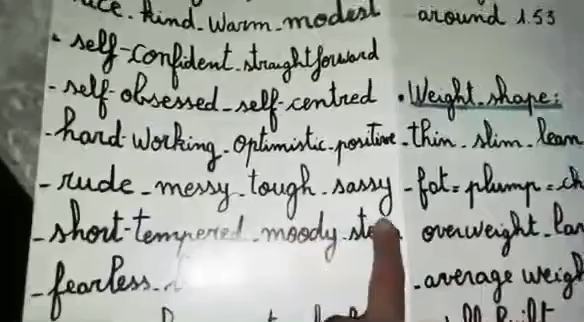 kind. warm. modest
- self-confident. straightforward
- self-obsessed - self-centred
- hard working - optimistic - positive
- rude - messy - tough - sassy
- short-tempered - moody.
- fearless -
around 1.53
• Weight - shape:
- thin - slim - lean
- fat = plump =
overweight -
- average weigh